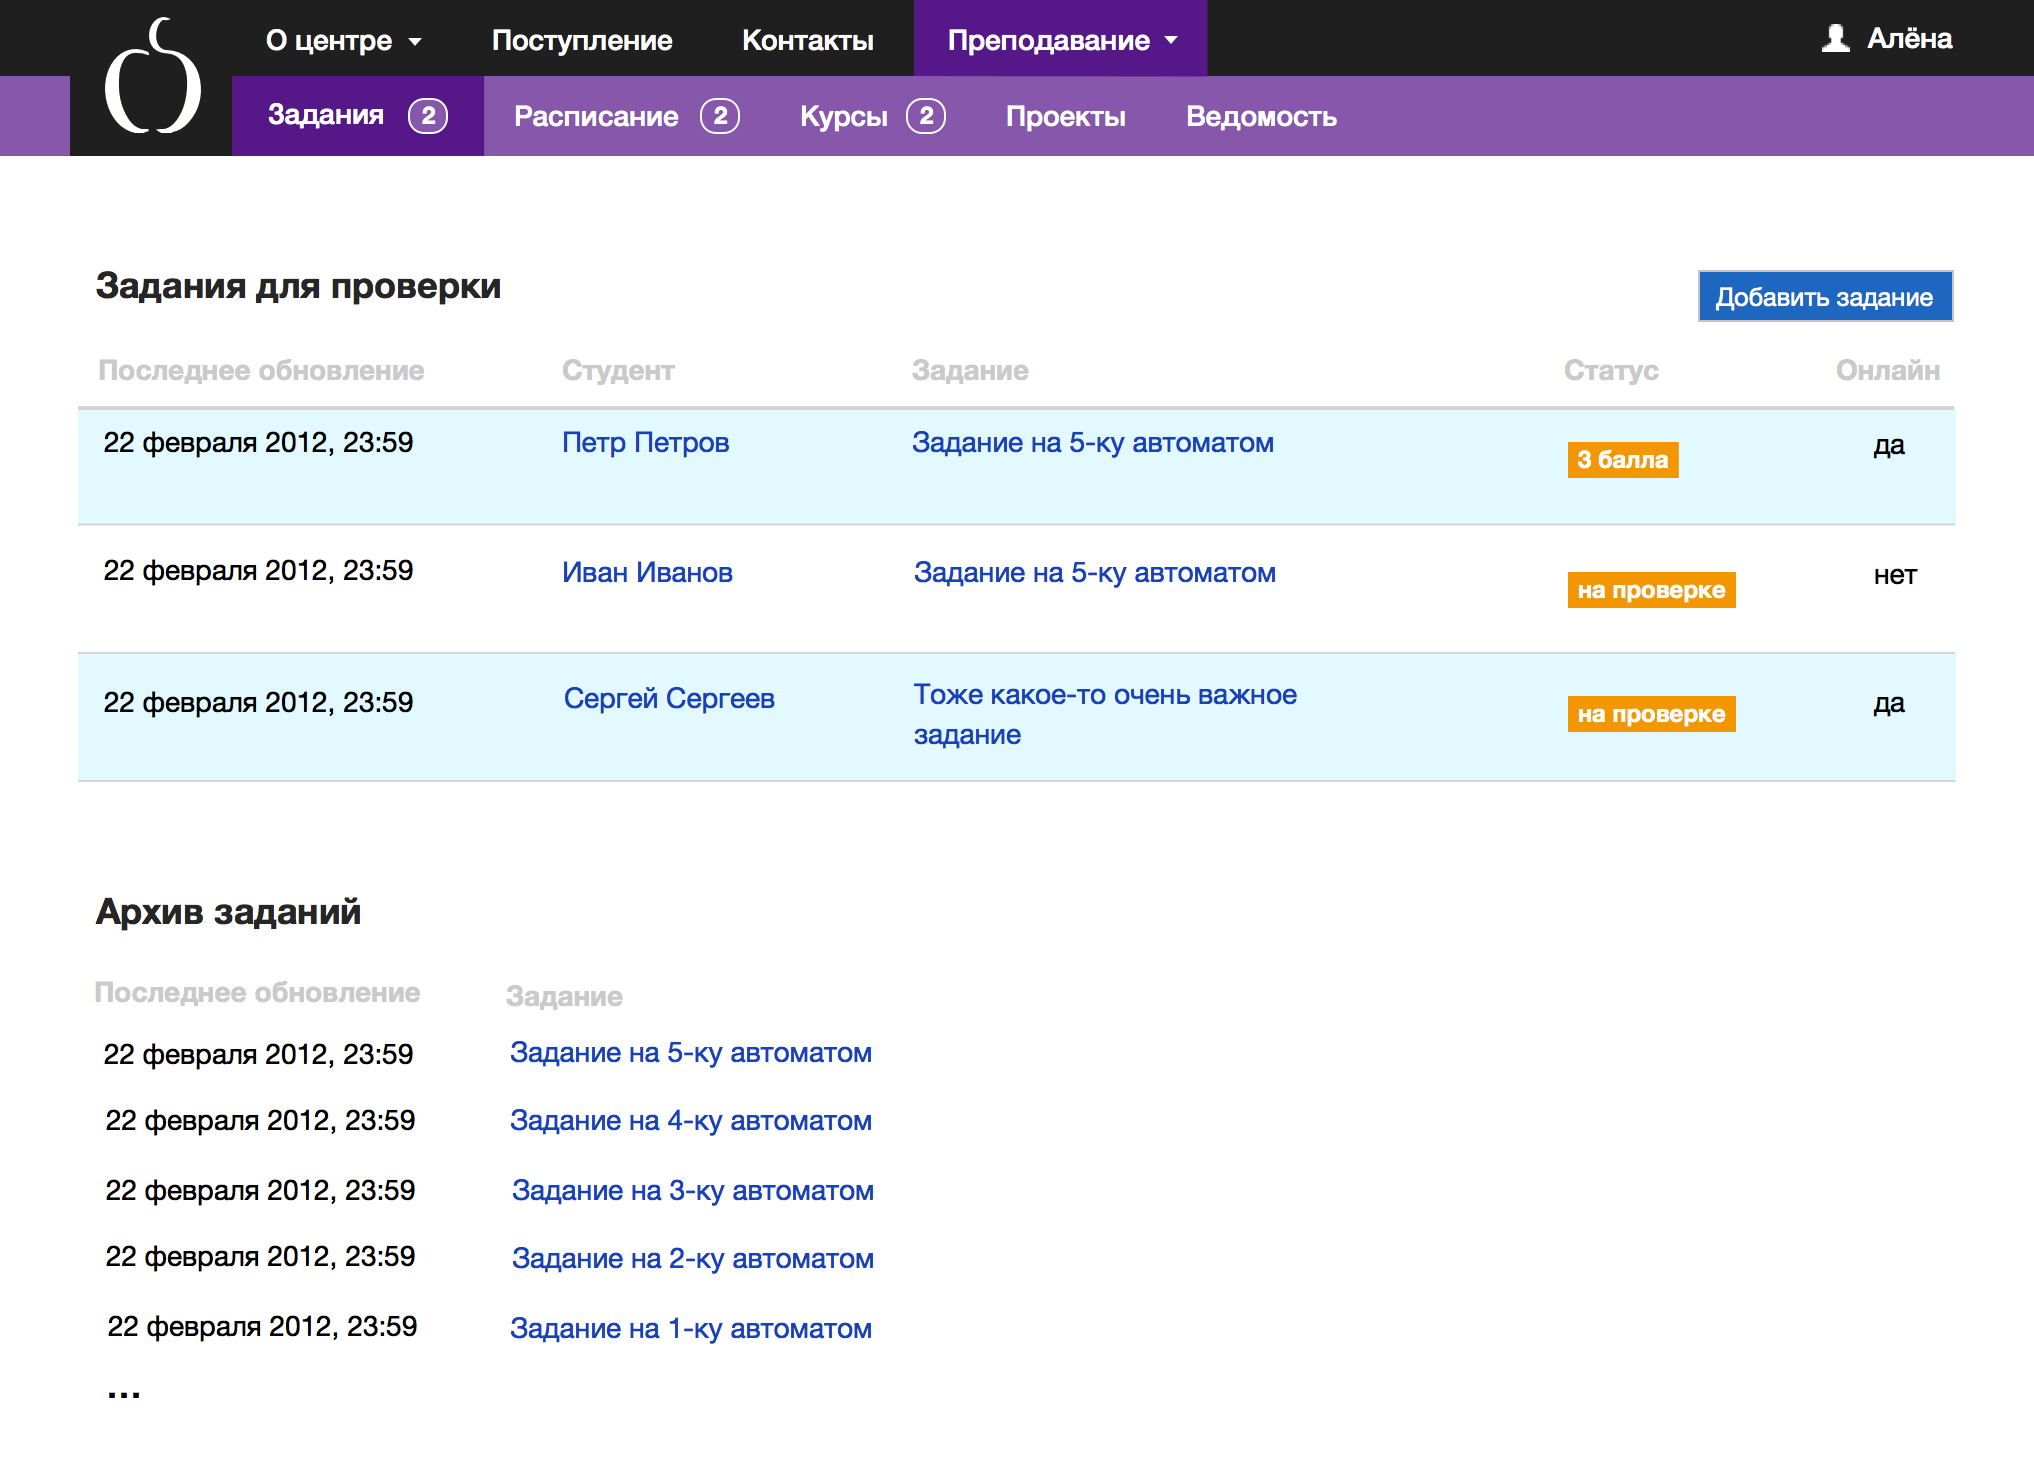 О центре Поступление Контакты Преподавание Алёна
Задания 2 Расписание 2 Курсы 2 Проекты Ведомость
Задания для проверки Добавить задание
Последнее обновление Студент Задание Статус Онлайн
22 февраля 2012, 23:59 Петр Петров Задание на 5-ку автоматом 3 балла да
22 февраля 2012, 23:59 Иван Иванов Задание на 5-ку автоматом на проверке нет
22 февраля 2012, 23:59 Сергей Сергеев Тоже какое-то очень важное на проверке да
задание
Архив заданий
Последнее обновление Задание
22 февраля 2012, 23:59 Задание на 5-ку автоматом
22 февраля 2012, 23:59 Задание на 4-ку автоматом
22 февраля 2012, 23:59 Задание на 3-ку автоматом
22 февраля 2012, 23:59 Задание на 2-ку автоматом
22 февраля 2012, 23:59 Задание на 1-ку автоматом
...